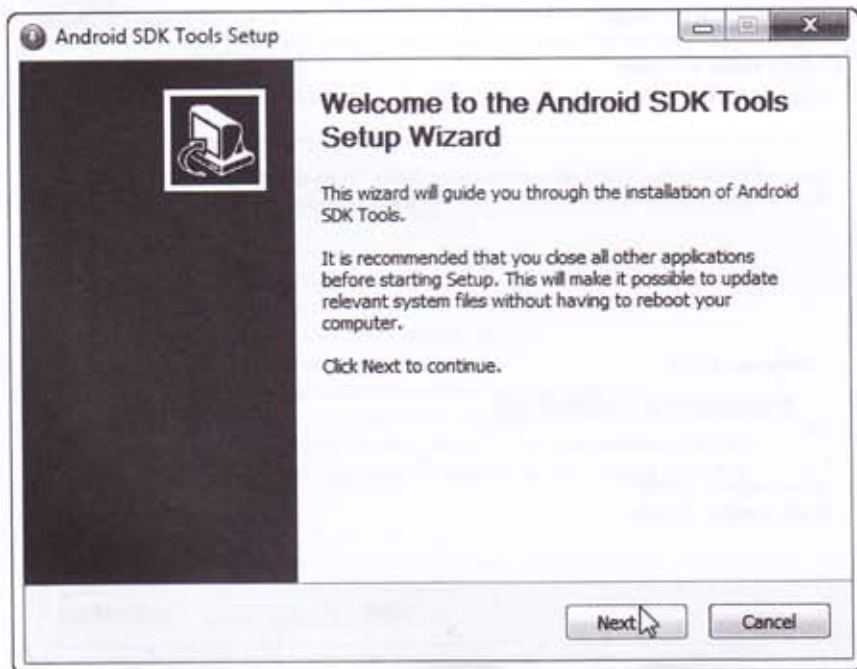 Android SDK Tools Setup
Welcome to the Android SDK Tools
Setup Wizard
This wizard will guide you through the installation of Android
SDK Tools.
It is recommended that you close all other applications
before starting Setup. This will make it possible to update
relevant system files without having to reboot your
computer.
Click Next to continue.
Next
Cancel